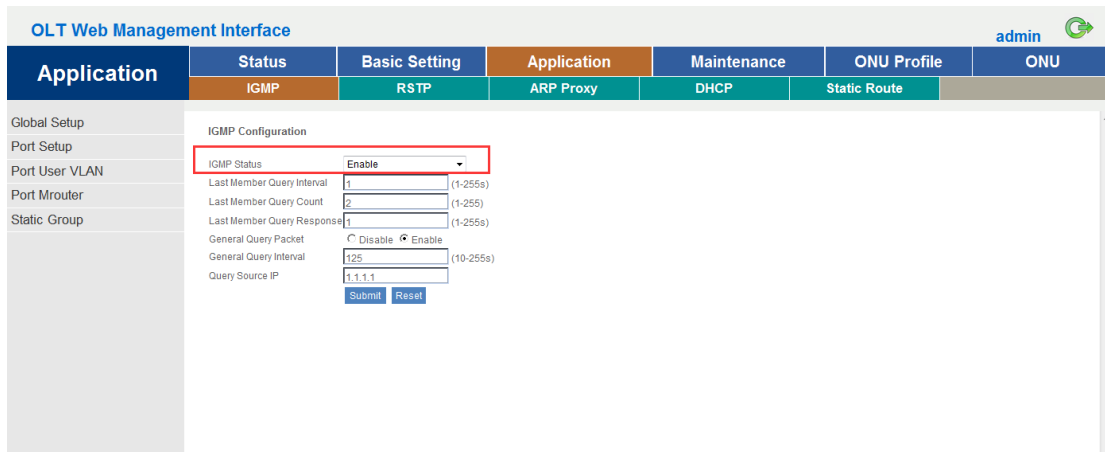 OLT Web Management Interface
admin
Application
Status Basic Setting Application Maintenance ONU Profile ONU
IGMP RSTP ARP Proxy DHCP Static Route
Global Setup
Port Setup
Port User VLAN
Port Mrouter
Static Group
IGMP Configuration
IGMP Status Enable
Last Member Query Interval 1 (1-255s)
Last Member Query Count 2 (1-255)
Last Member Query Response 1 (1-255s)
General Query Packet Disable Enable
General Query Interval 125 (10-255s)
Query Source IP 1.1.1.1
Submit Reset